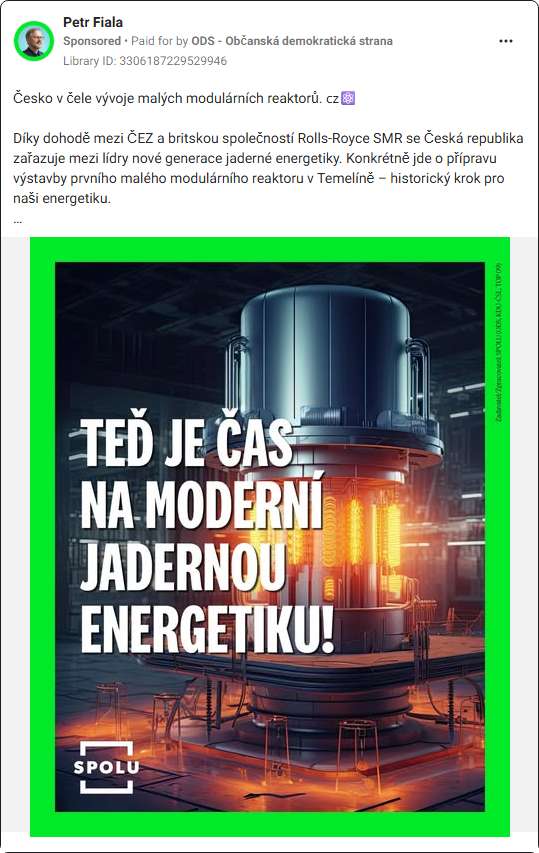 Petr Fiala
Sponsored • Paid for by ODS - Občanská demokratická strana
Library ID: 3306187229529946
Česko v čele vývoje malých modulárních reaktorů. cz⚛️
Díky dohodě mezi ČEZ a britskou společností Rolls-Royce SMR se Česká republika
zařazuje mezi lídry nové generace jaderné energetiky. Konkrétně jde o přípravu
výstavby prvního malého modulárního reaktoru v Temelíně – historický krok pro
naši energetiku.
...
Zadavatel/Zpracovatel: SPOLU (ODS, KDU-ČSL, TOP 09)
TEĎ JE ČAS
NA MODERNÍ
JADERNOU
ENERGETIKU!
SPOLU